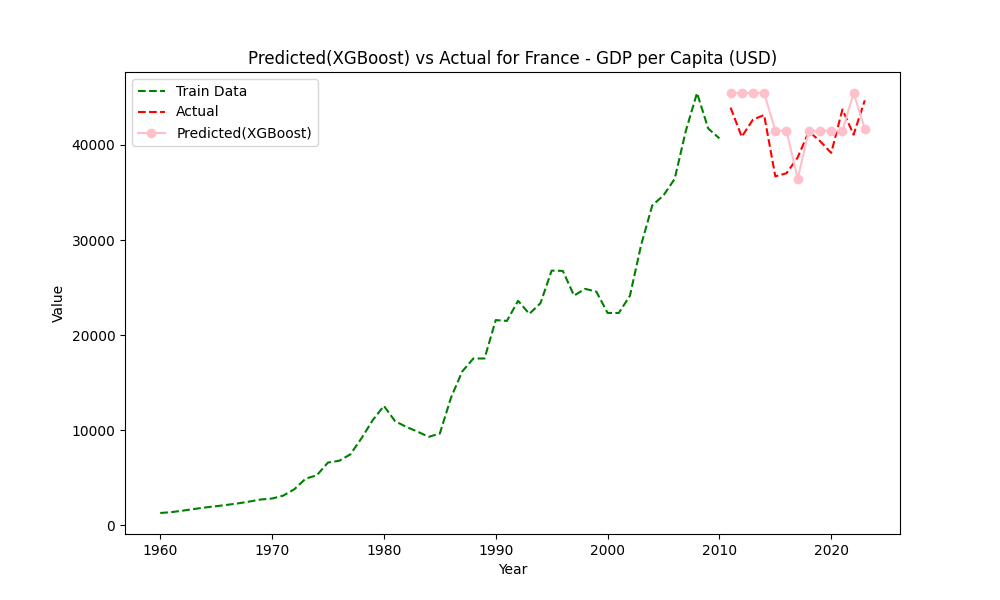 Predicted(XGBoost) vs Actual for France - GDP per Capita (USD)
Train Data
Actual
Predicted(XGBoost)
40000
30000
20000
10000
0
Value
1960 1970 1980 1990 2000 2010 2020
Year